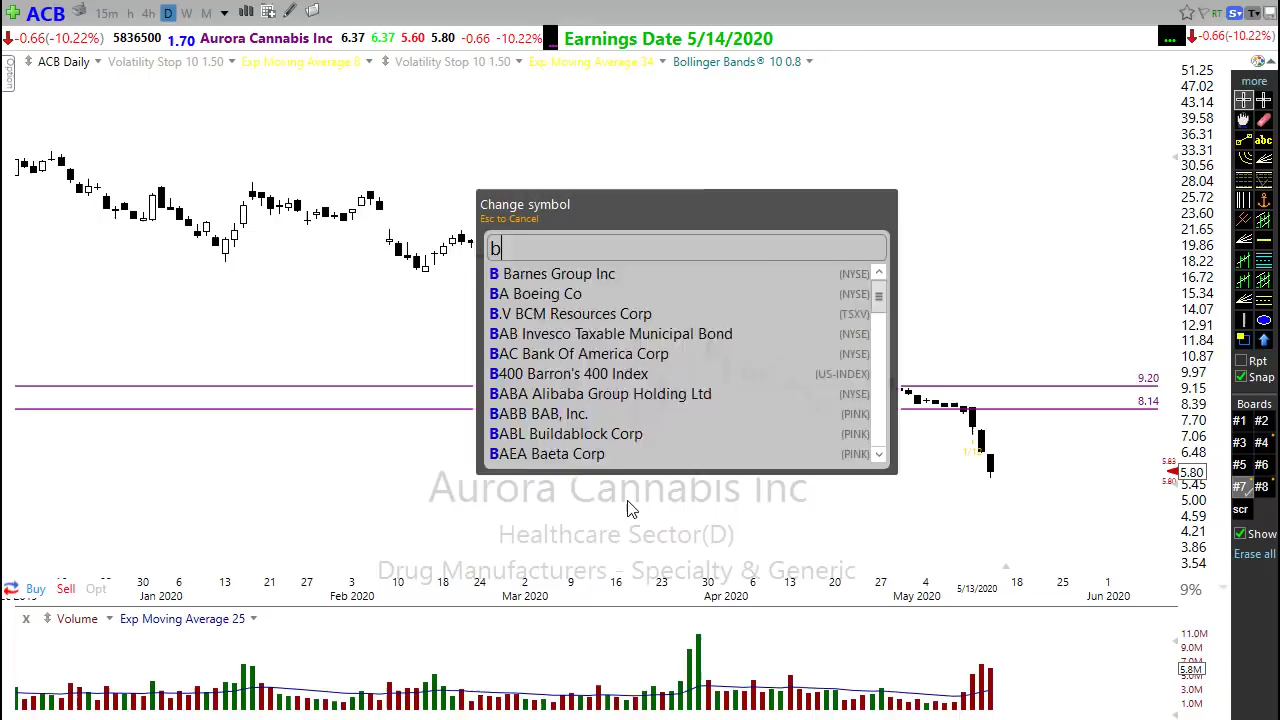 ACB 15m h 4h D W M RT S T
-0.66(-10.22%) 5836500 1.70 Aurora Cannabis Inc 6.37 6.37 5.60 5.80 -0.66 -10.22% ... Earnings Date 5/14/2020 ... -0.66(-10.22%)
Option
ACB Daily Volatility Stop 10 1.50 Exp Moving Average 8 Volatility Stop 10 1.50 Exp Moving Average 34 Bollinger Bands® 10 0.8
Change symbol
Esc to Cancel
b
B Barnes Group Inc (NYSE)
BA Boeing Co (NYSE)
B.V BCM Resources Corp (TSXV)
BAB Invesco Taxable Municipal Bond (NYSE)
BAC Bank Of America Corp (NYSE)
B400 Barron's 400 Index (US-INDEX)
BABA Alibaba Group Holding Ltd (NYSE)
BABB BAB, Inc. (PINK)
BABL Buildablock Corp (PINK)
BAEA Baeta Corp (PINK)
9.20
8.14
Aurora Cannabis Inc
Healthcare Sector(D)
Drug Manufacturers - Specialty & Generic
51.25
47.02
43.14
39.58
36.31
33.31
30.56
28.04
25.72
23.60
21.65
19.86
18.22
16.72
15.34
14.07
12.91
11.84
10.87
9.97
9.15
8.39
7.70
7.06
6.48
5.83
5.80
5.80
5.45
5.00
4.59
4.21
3.86
3.54
more
abc
Rpt
Snap
Boards
#1 #2
#3 #4
#5 #6
#7 #8
scr
Show
Erase all
Buy Sell Opt
30 6 13 21 27 3 10 18 24 2 9 16 23 30 6 13 20 27 4 5/13/2020 18 25 1
Jan 2020 Feb 2020 Mar 2020 Apr 2020 May 2020 Jun 2020
9%
x Volume Exp Moving Average 25
11.0M
9.0M
5.8M
3.0M
1.0M